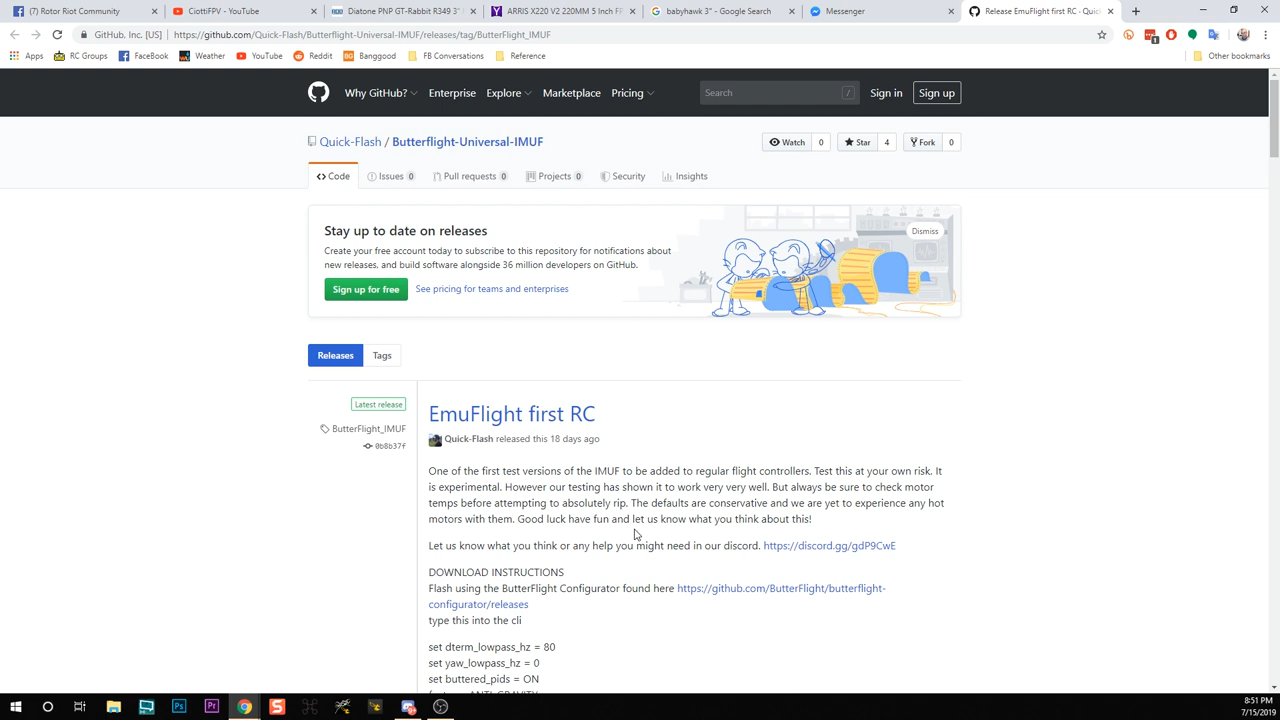 (7) Rotor Riot Community
CiottiFPV - YouTube
Diatone PNP GT-Rabbit R349 3"
ARRIS X220 V2 220MM 5 Inch FP
babyhawk 3" - Google Search
Messenger
Release EmuFlight first RC · Quic
GitHub, Inc. [US] | https://github.com/Quick-Flash/Butterflight-Universal-IMUF/releases/tag/ButterFlight_IMUF
Apps RC Groups FaceBook Weather YouTube Reddit Banggood FB Conversations Reference Other bookmarks
Why GitHub? Enterprise Explore Marketplace Pricing Search / Sign in Sign up
Quick-Flash / Butterflight-Universal-IMUF
Watch 0 Star 4 Fork 0
Code Issues 0 Pull requests 0 Projects 0 Security Insights
Stay up to date on releases
Dismiss
Create your free account today to subscribe to this repository for notifications about
new releases, and build software alongside 36 million developers on GitHub.
Sign up for free See pricing for teams and enterprises
Releases Tags
Latest release
ButterFlight_IMUF
0b8b37f
EmuFlight first RC
Quick-Flash released this 18 days ago
One of the first test versions of the IMUF to be added to regular flight controllers. Test this at your own risk. It
is experimental. However our testing has shown it to work very very well. But always be sure to check motor
temps before attempting to absolutely rip. The defaults are conservative and we are yet to experience any hot
motors with them. Good luck have fun and let us know what you think about this!
Let us know what you think or any help you might need in our discord. https://discord.gg/gdP9CwE
DOWNLOAD INSTRUCTIONS
Flash using the ButterFlight Configurator found here https://github.com/ButterFlight/butterflight-
configurator/releases
type this into the cli
set dterm_lowpass_hz = 80
set yaw_lowpass_hz = 0
set buttered_pids = ON
8:51 PM
7/15/2019